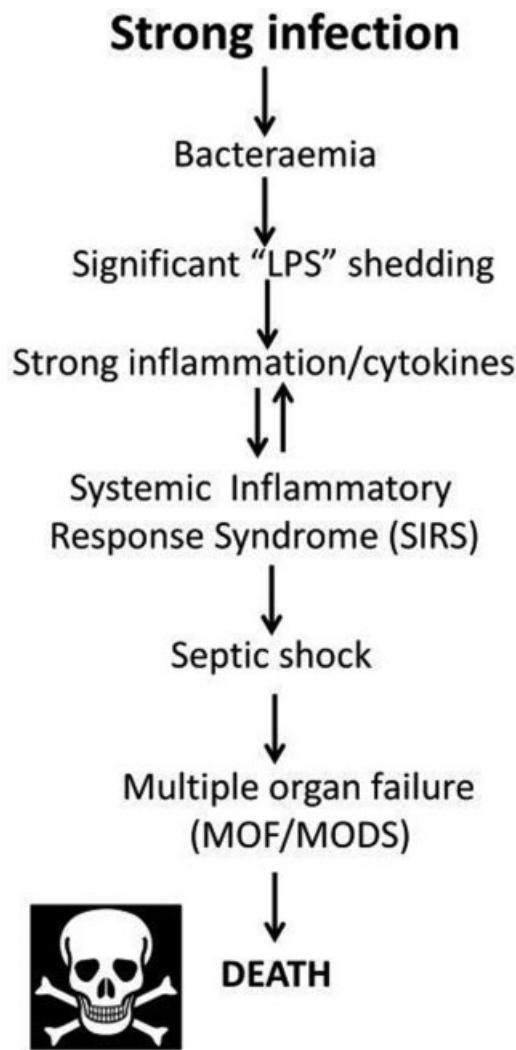 Strong infection
Bacteraemia
Significant “LPS” shedding
Strong inflammation/cytokines
Systemic Inflammatory
Response Syndrome (SIRS)
Septic shock
Multiple organ failure
(MOF/MODS)
DEATH